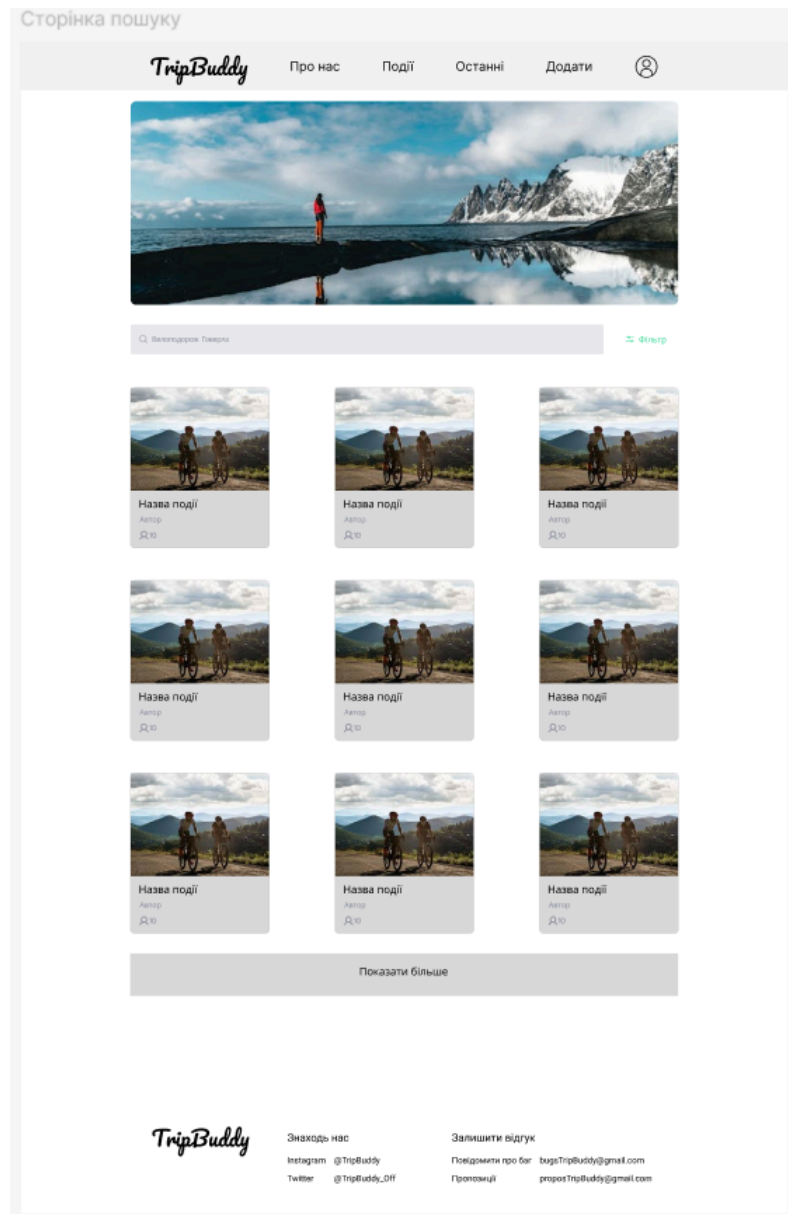 Сторінка пошуку
TripBuddy Про нас Події Останні Додати
Велоподорож Говерла Фільтр
Назва події Назва події Назва події
Автор Автор Автор
10 10 10
Назва події Назва події Назва події
Автор Автор Автор
10 10 10
Назва події Назва події Назва події
Автор Автор Автор
10 10 10
Показати більше
TripBuddy Знаходь нас Залишити відгук
Instagram @TripBuddy Повідомити про баг bugsTripBuddy@gmail.com
Twitter @TripBuddy_Off Пропозиції proposTripBuddy@gmail.com